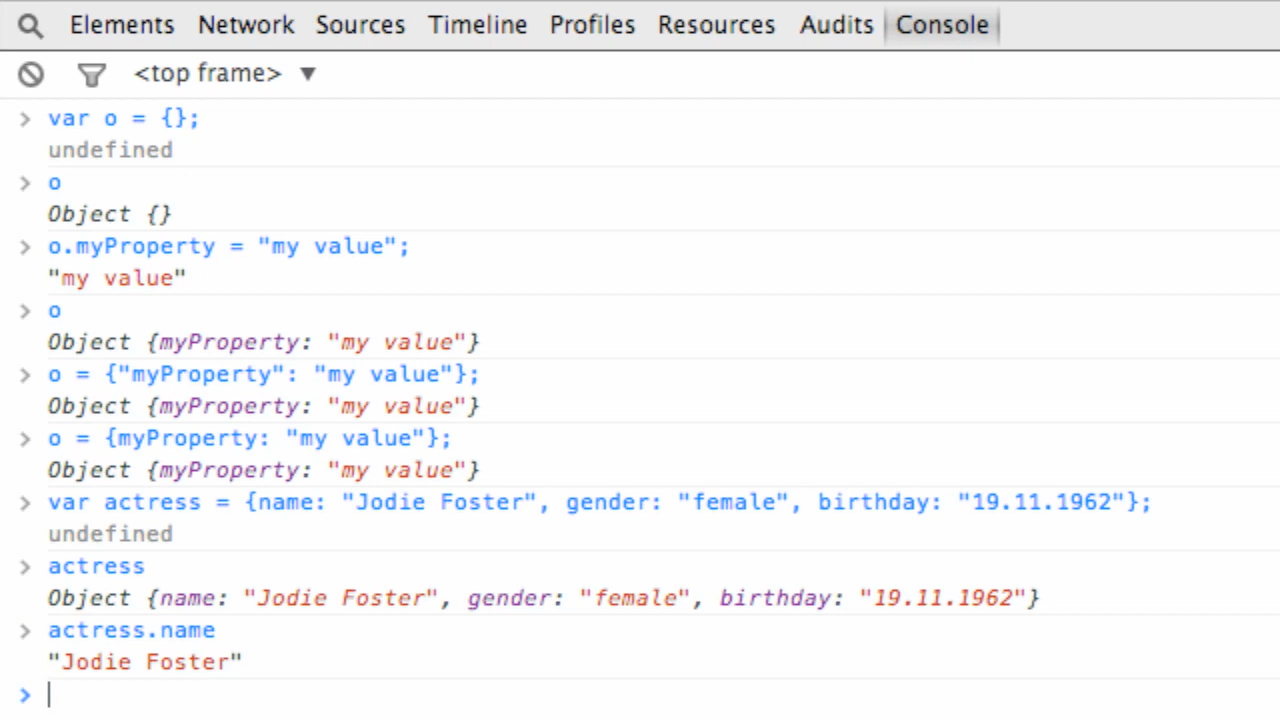 Elements Network Sources Timeline Profiles Resources Audits Console
<top frame> ▼
> var o = {};
undefined
> o
Object {}
> o.myProperty = "my value";
"my value"
> o
Object {myProperty: "my value"}
> o = {"myProperty": "my value"};
Object {myProperty: "my value"}
> o = {myProperty: "my value"};
Object {myProperty: "my value"}
> var actress = {name: "Jodie Foster", gender: "female", birthday: "19.11.1962"};
undefined
> actress
Object {name: "Jodie Foster", gender: "female", birthday: "19.11.1962"}
> actress.name
"Jodie Foster"
>